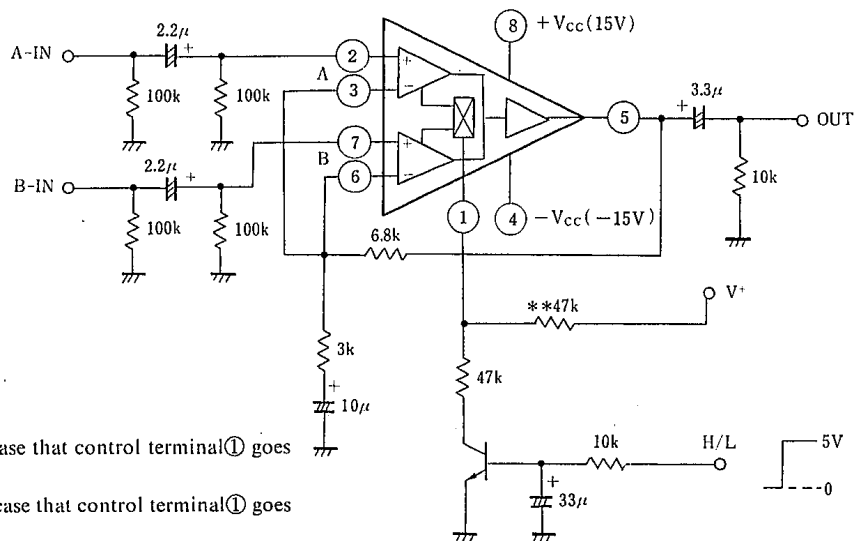 2.2μ
+
A-IN
100k
100k
2
A
3
+
−
8
+Vcc(15V)
3.3μ
+
5
OUT
10k
2.2μ
+
B-IN
100k
100k
7
B
6
+
−
1
4
−Vcc(−15V)
6.8k
V+
**47k
3k
+
10μ
47k
ase that control terminal① goes
10k
H/L
5V
0
+
33μ
case that control terminal① goes